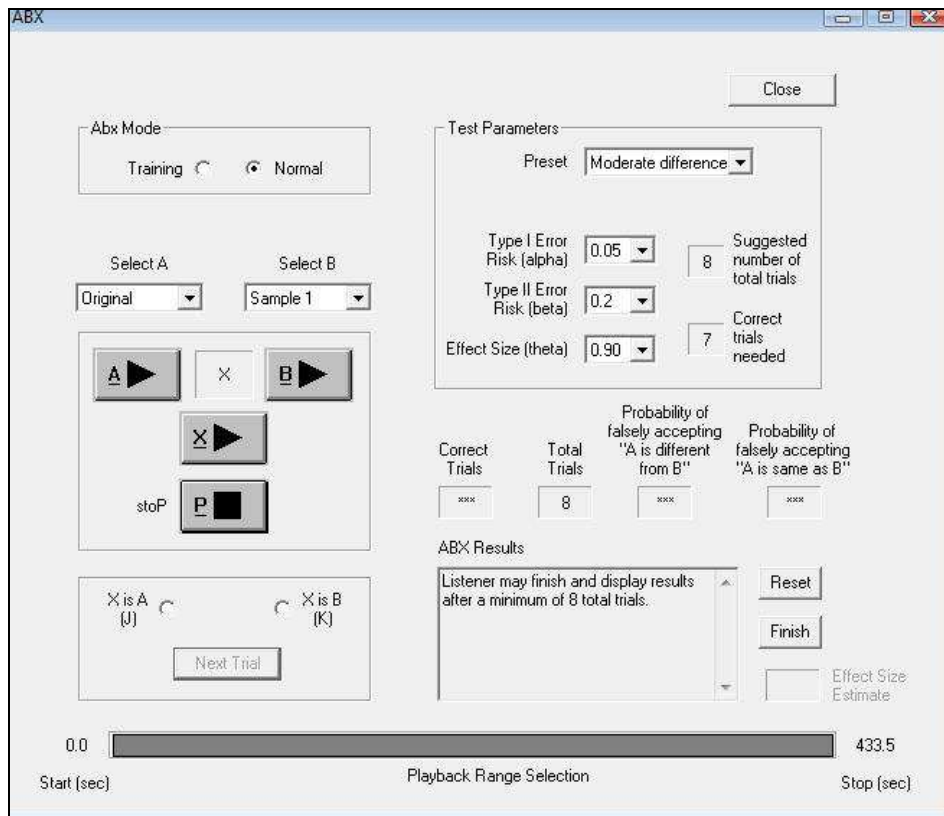 ABX
Close
Abx Mode
Training
Normal
Select A
Select B
Original
Sample 1
A
X
B
X
stoP
P
X is A
(J)
X is B
(K)
Next Trial
Test Parameters
Preset
Moderate difference
Type I Error
Risk (alpha)
0.05
8
Suggested
number of
total trials
Type II Error
Risk (beta)
0.2
Effect Size (theta)
0.90
7
Correct
trials
needed
Correct
Trials
***
Total
Trials
8
Probability of
falsely accepting
"A is different
from B"
***
Probability of
falsely accepting
"A is same as B"
***
ABX Results
Listener may finish and display results
after a minimum of 8 total trials.
Reset
Finish
Effect Size
Estimate
0.0
433.5
Start (sec)
Playback Range Selection
Stop (sec)